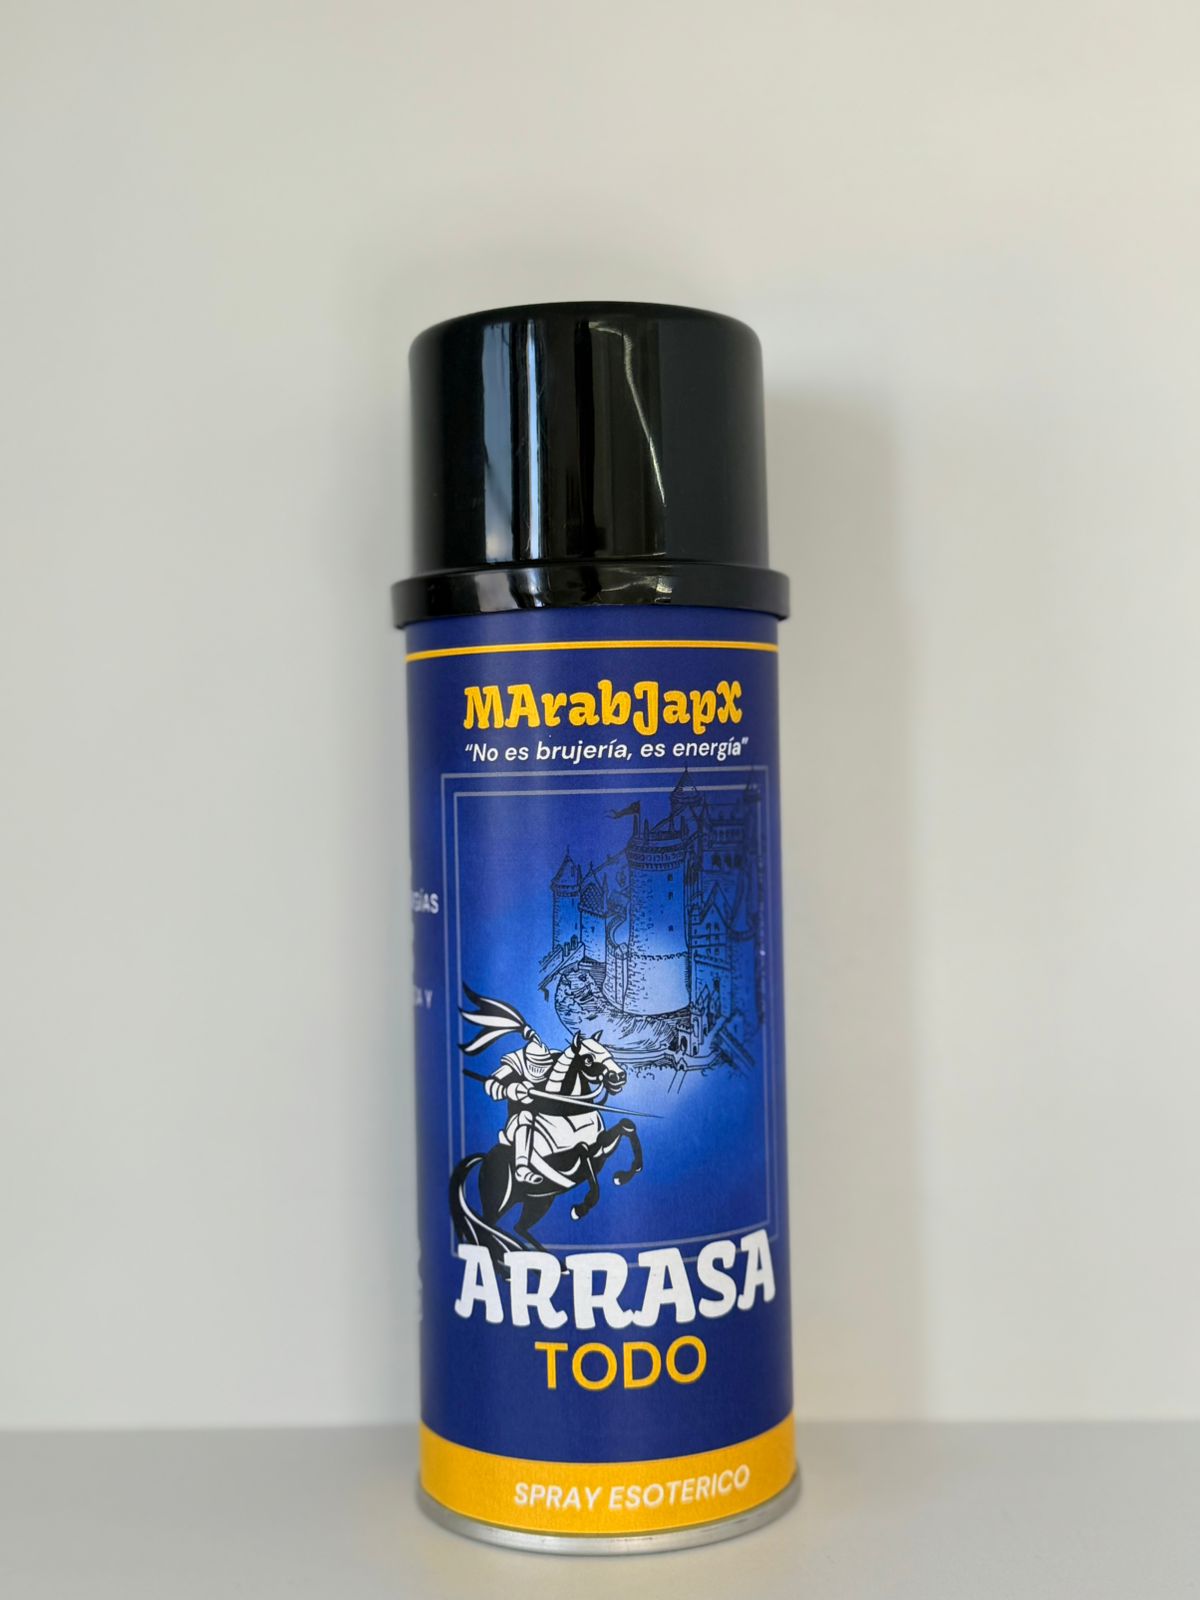 MArabJapX
“No es brujería, es energía”
ARRASA
TODO
SPRAY ESOTERICO